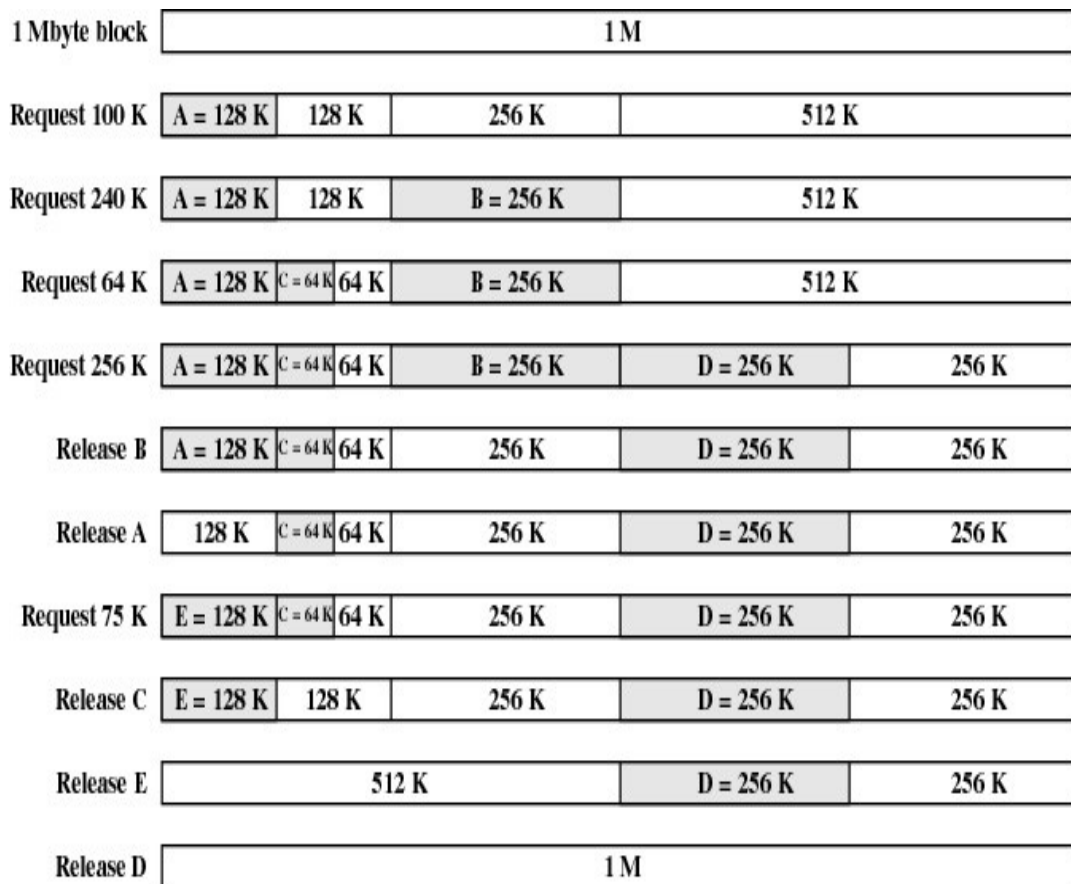 1 Mbyte block 1 M
Request 100 K A = 128 K 128 K 256 K 512 K
Request 240 K A = 128 K 128 K B = 256 K 512 K
Request 64 K A = 128 K C = 64 K 64 K B = 256 K 512 K
Request 256 K A = 128 K C = 64 K 64 K B = 256 K D = 256 K 256 K
Release B A = 128 K C = 64 K 64 K 256 K D = 256 K 256 K
Release A 128 K C = 64 K 64 K 256 K D = 256 K 256 K
Request 75 K E = 128 K C = 64 K 64 K 256 K D = 256 K 256 K
Release C E = 128 K 128 K 256 K D = 256 K 256 K
Release E 512 K D = 256 K 256 K
Release D 1 M